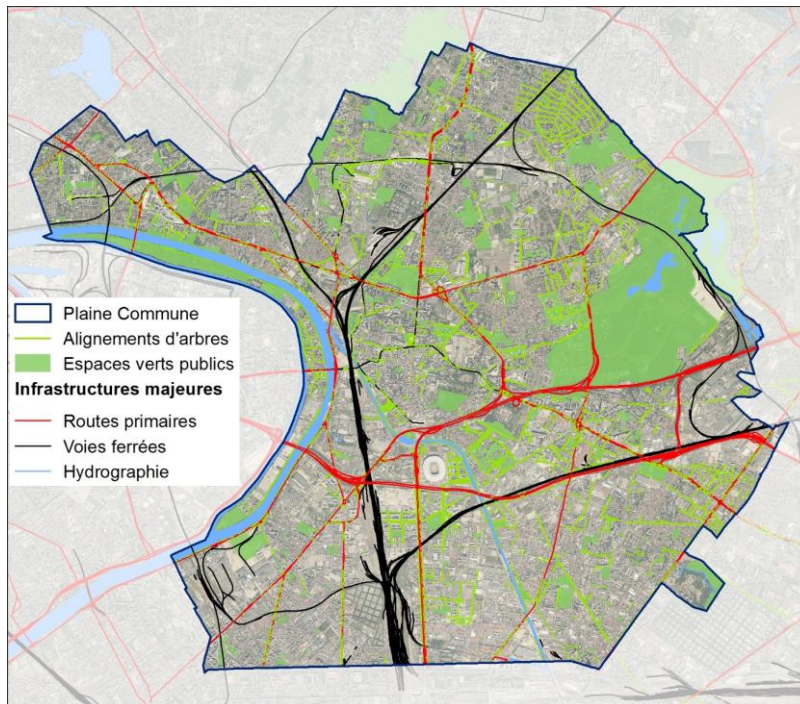 Plaine Commune
Alignements d'arbres
Espaces verts publics
Infrastructures majeures
Routes primaires
Voies ferrées
Hydrographie